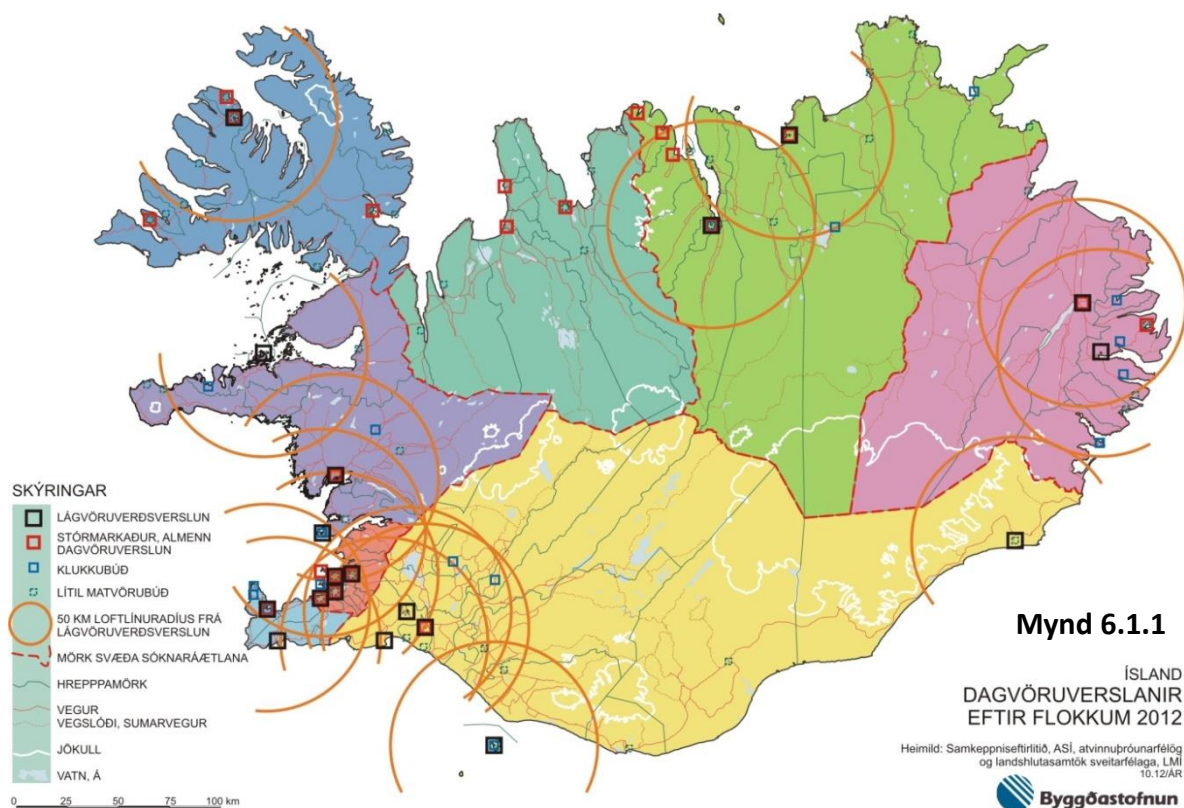 SKÝRINGAR
LÁGVÖRUVERÐSVERSLUN
STÓRMARKAÐUR, ALMENN
DAGVÖRUVERSLUN
KLUKKUBÚÐ
LÍTIL MATVÖRUBÚÐ
50 KM LOFTLÍNURADÍUS FRÁ
LÁGVÖRUVERÐSVERSLUN
MÖRK SVÆÐA SÓKNARÁÆTLANA
HREPPPAMÖRK
VEGUR
VEGSLÓÐI, SUMARVEGUR
JÖKULL
VATN, Á
0 25 50 75 100 km
Mynd 6.1.1
ÍSLAND
DAGVÖRUVERSLANIR
EFTIR FLOKKUM 2012
Heimild: Samkeppniseftirlitið, ASÍ, atvinnuþróunarfélög
og landshlutasamtök sveitarfélaga, LMÍ
10.12/ÁR
Byggðastofnun